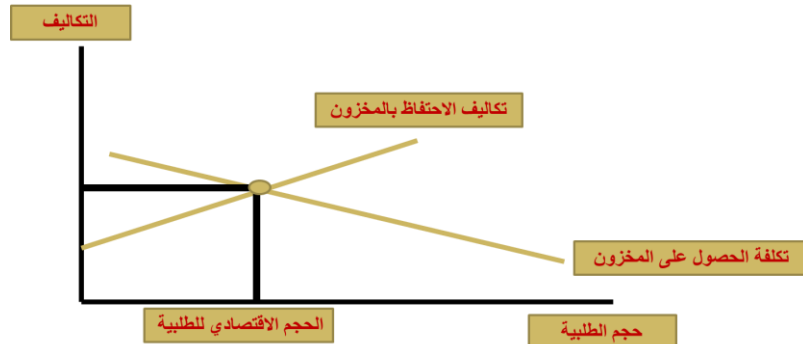 التكاليف
تكاليف الاحتفاظ بالمخزون
تكلفة الحصول على المخزون
الحجم الاقتصادي للطلبية
حجم الطلبية